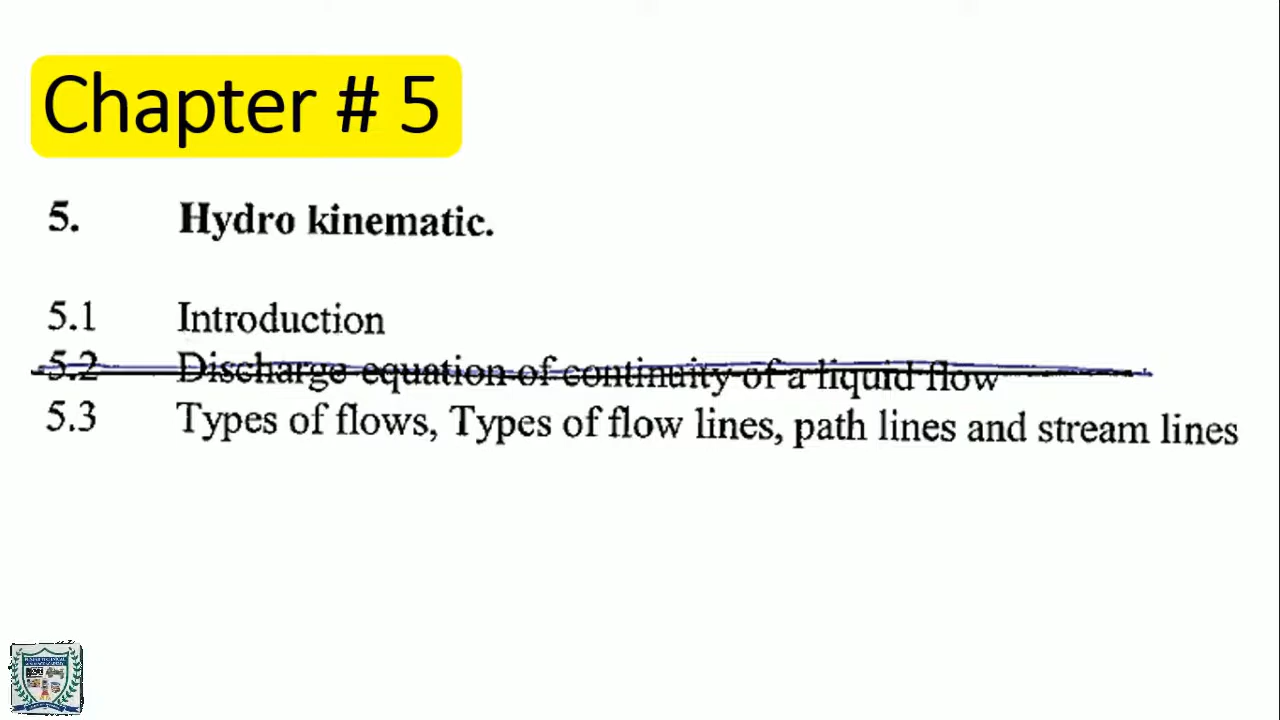 Chapter # 5
5. Hydro kinematic.
5.1 Introduction
5.2 Discharge equation of continuity of a liquid flow
5.3 Types of flows, Types of flow lines, path lines and stream lines